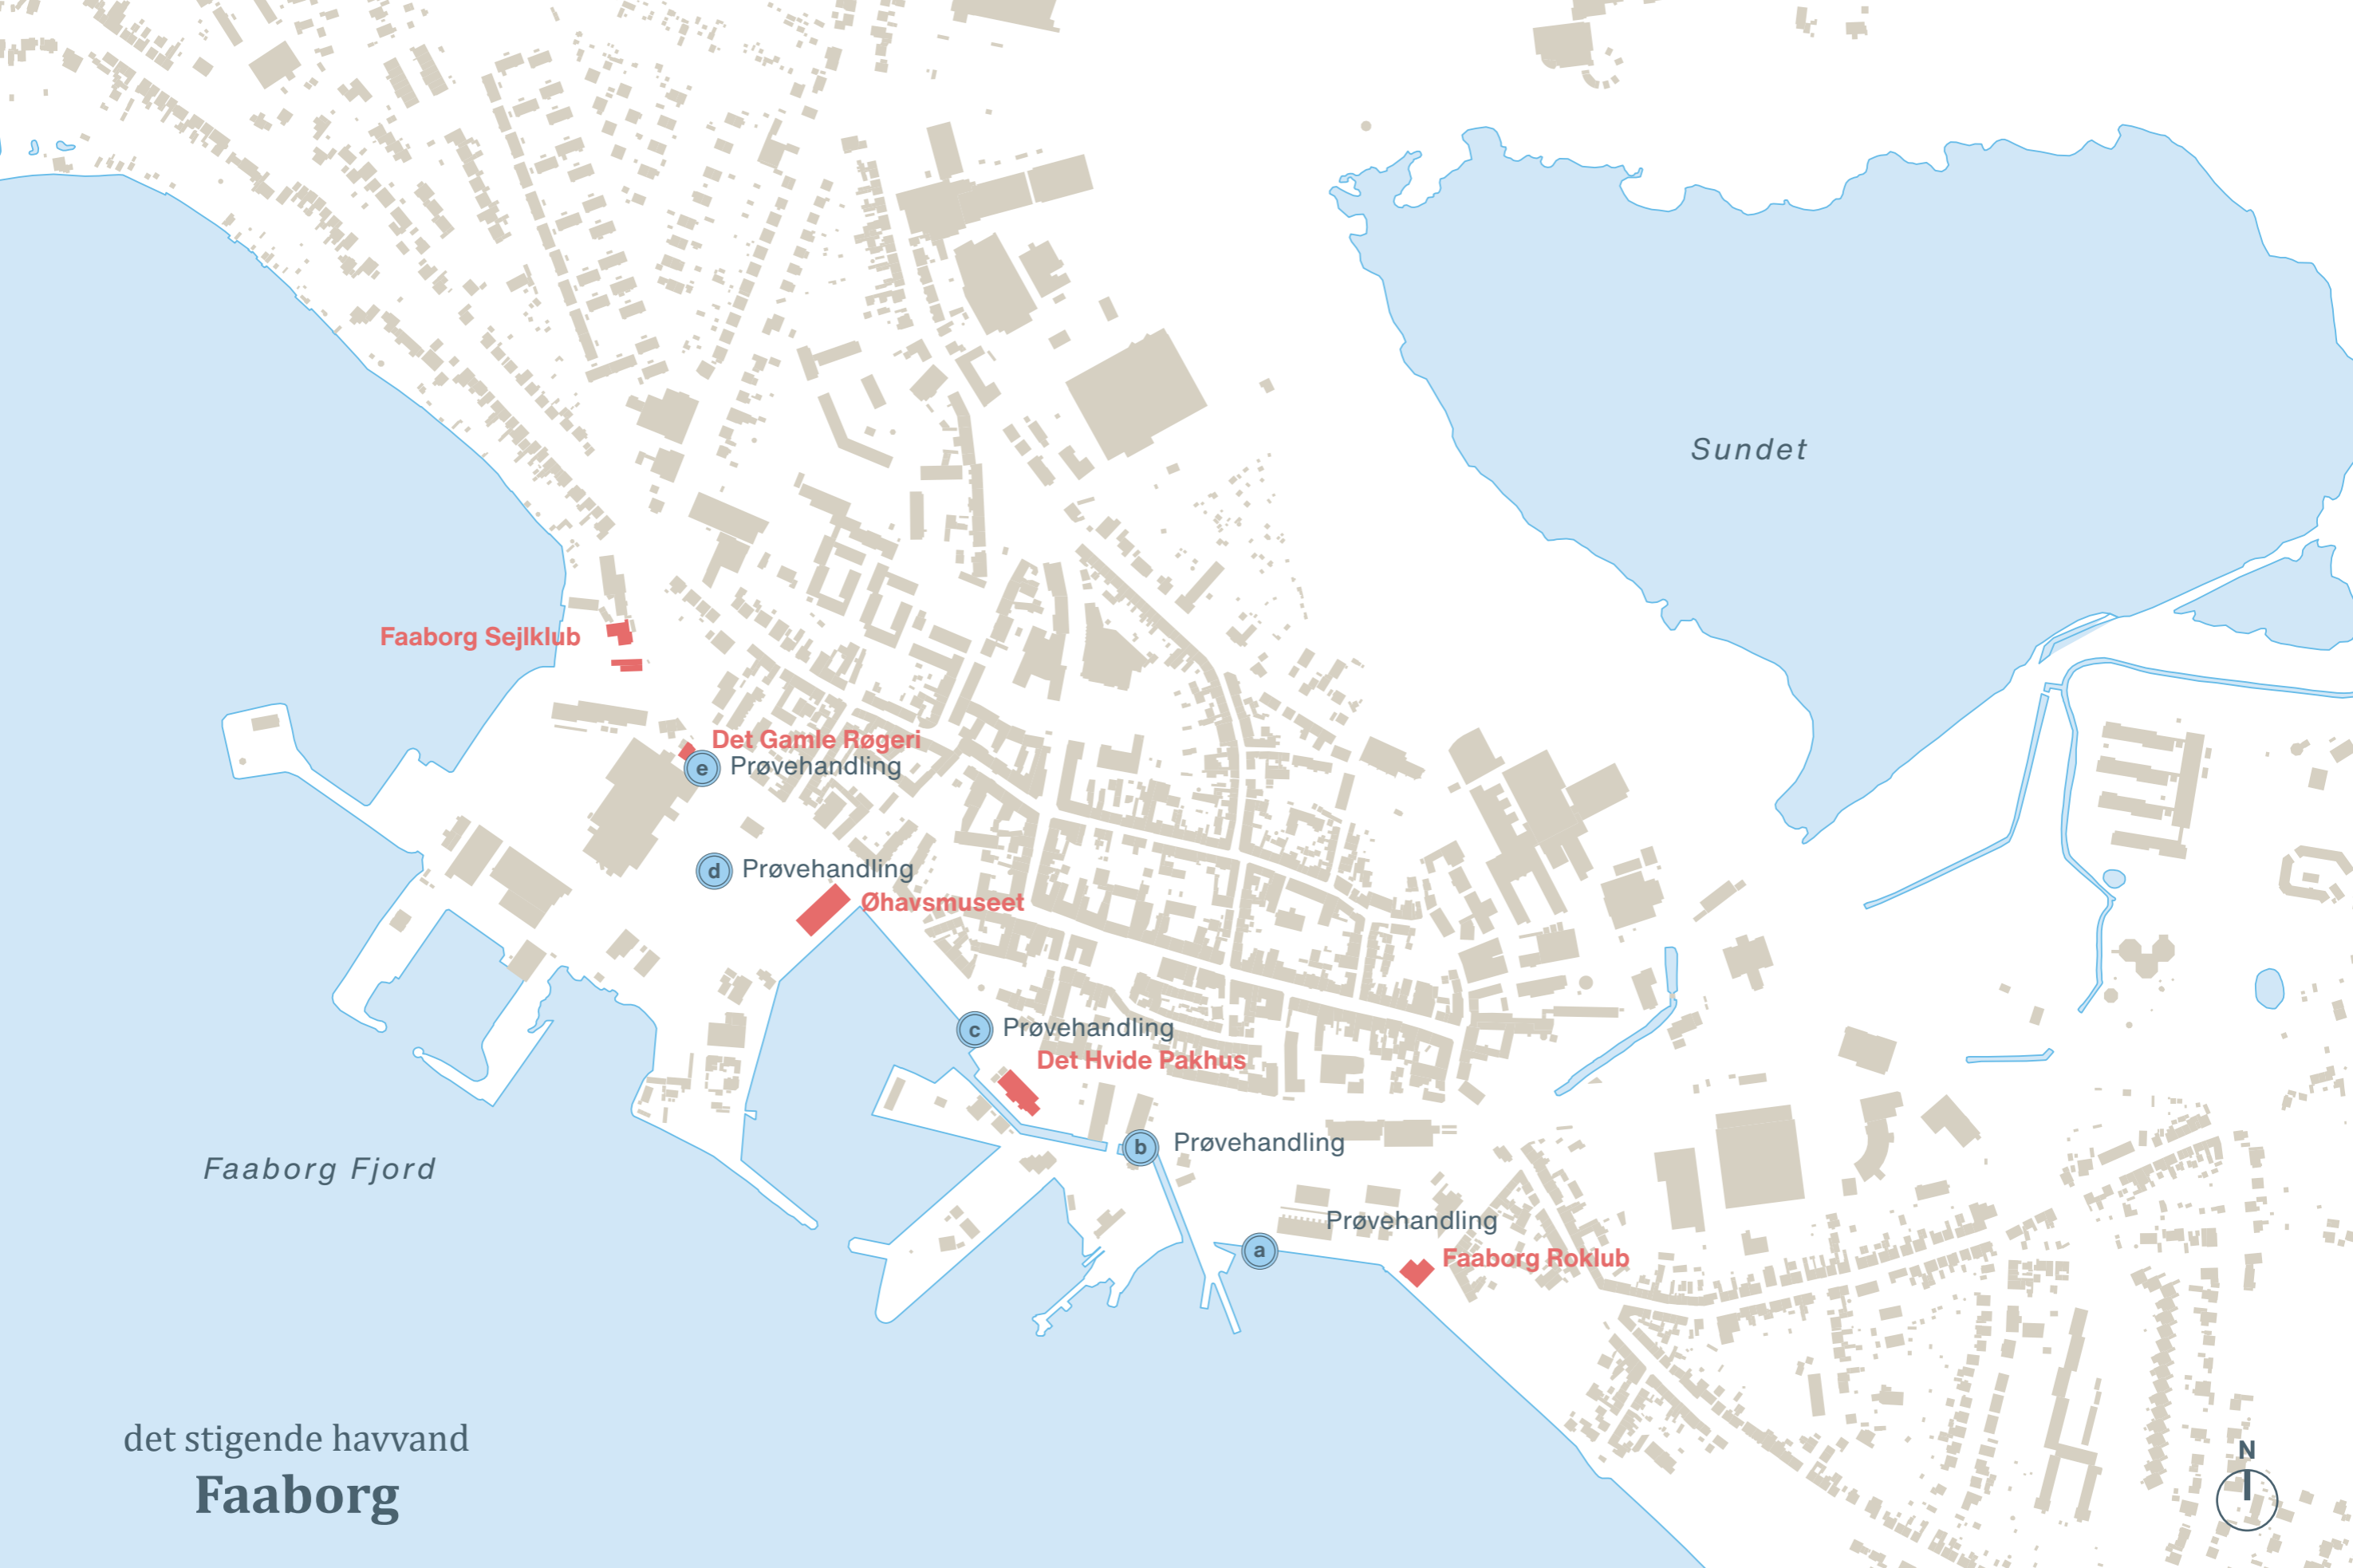 Sundet
Faaborg Sejlklub
Det Gamle Røgeri
e Prøvehandling
d Prøvehandling
Øhavsmuseet
c Prøvehandling
Det Hvide Pakhus
b Prøvehandling
Faaborg Fjord
Prøvehandling
a
Faaborg Roklub
det stigende havvand
Faaborg
N